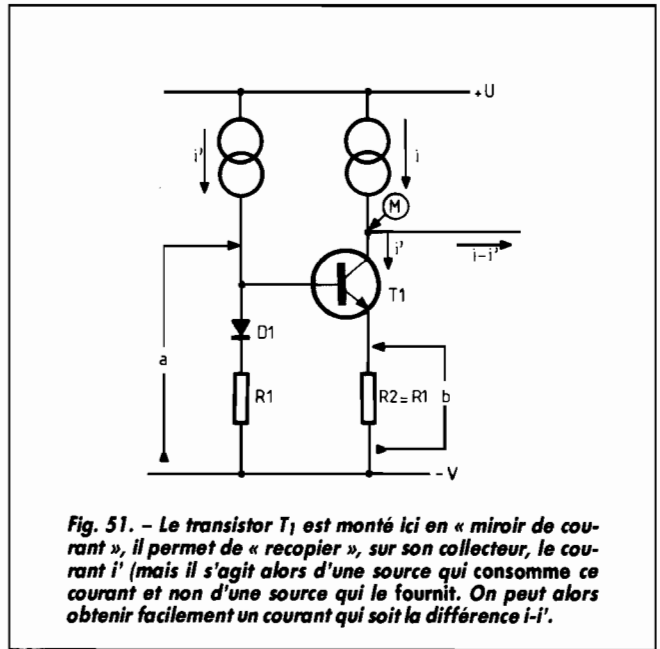 +U
i'
i
M
i'
i-i'
T1
a
D1
R1
R2=R1
b
-V
Fig. 51. – Le transistor T1 est monté ici en « miroir de cou-
rant », il permet de « recopier », sur son collecteur, le cou-
rant i' (mais il s'agit alors d'une source qui consomme ce
courant et non d'une source qui le fournit. On peut alors
obtenir facilement un courant qui soit la différence i-i'.